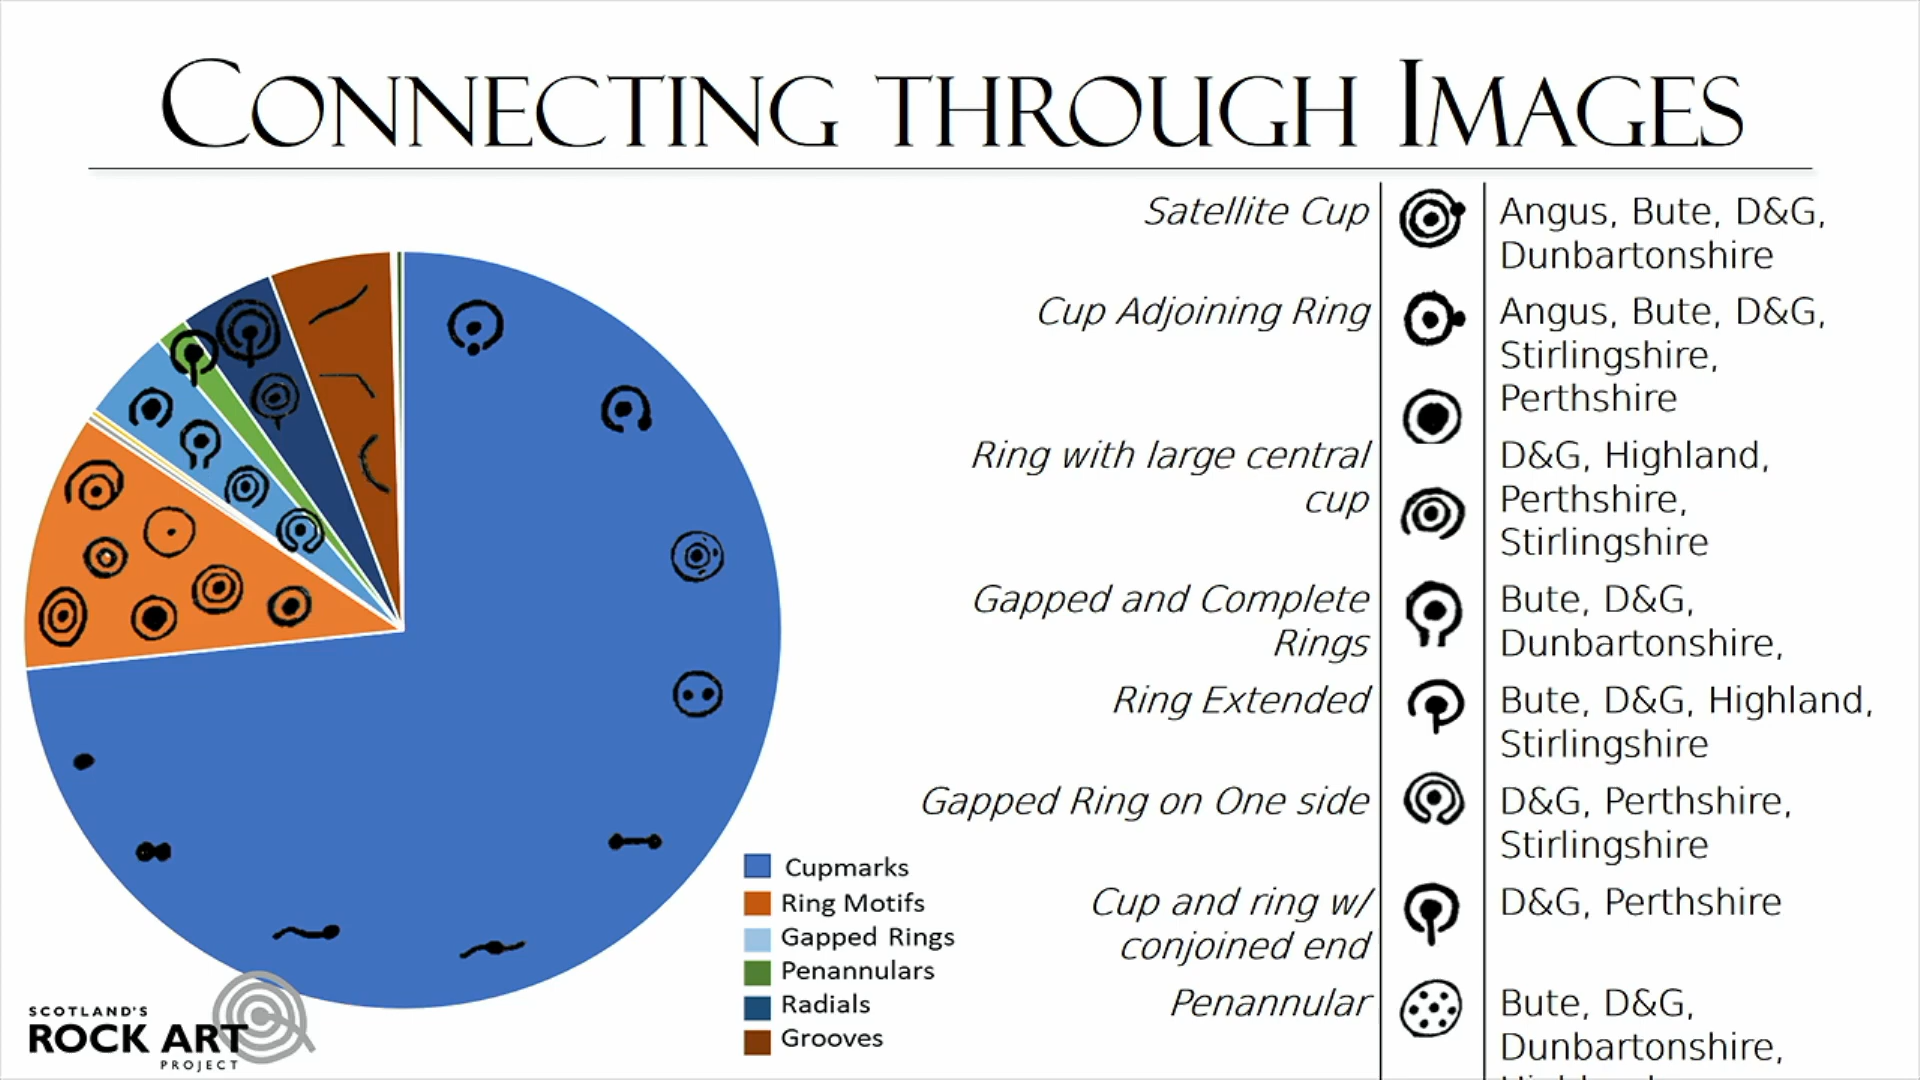 CONNECTING THROUGH IMAGES
Satellite Cup
Angus, Bute, D&G,
Dunbartonshire
Cup Adjoining Ring
Angus, Bute, D&G,
Stirlingshire,
Perthshire
Ring with large central
cup
D&G, Highland,
Perthshire,
Stirlingshire
Gapped and Complete
Rings
Bute, D&G,
Dunbartonshire,
Ring Extended
Bute, D&G, Highland,
Stirlingshire
Gapped Ring on One side
D&G, Perthshire,
Stirlingshire
Cup and ring w/
conjoined end
D&G, Perthshire
Penannular
Bute, D&G,
Dunbartonshire,
Cupmarks
Ring Motifs
Gapped Rings
Penannulars
Radials
Grooves
SCOTLAND'S
ROCK ART
PROJECT